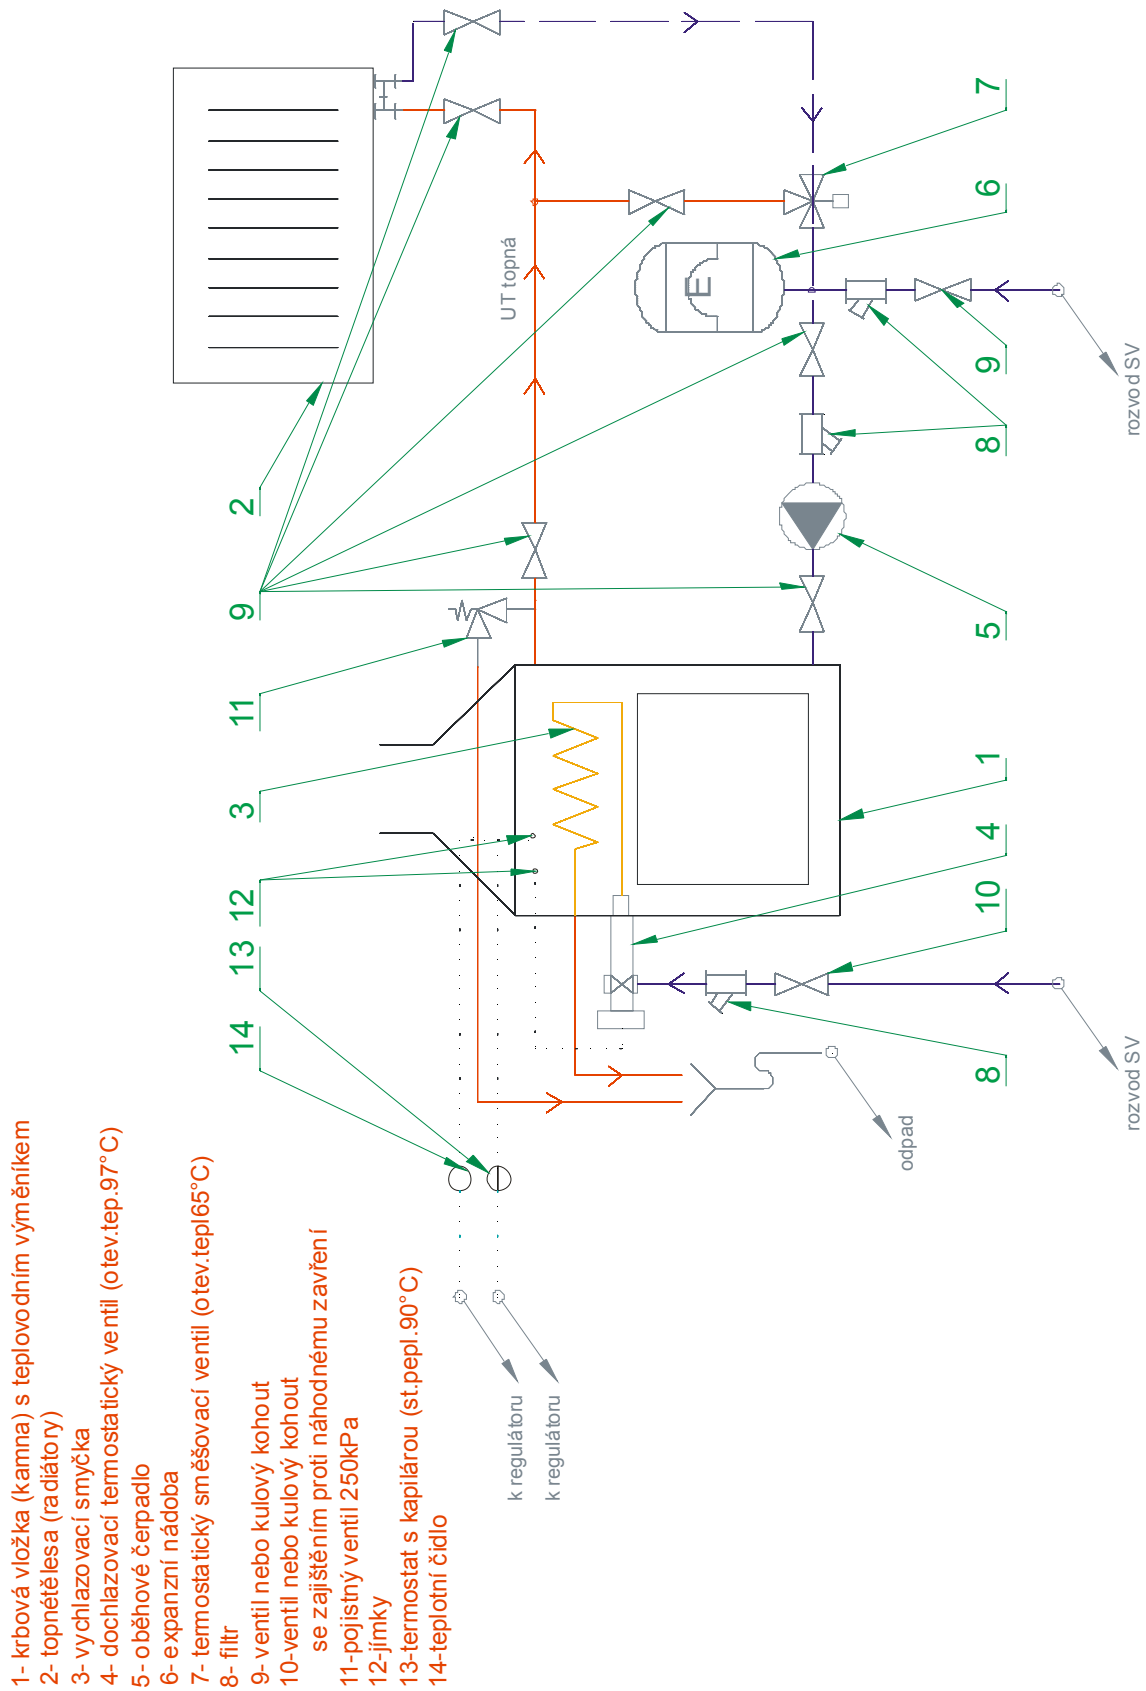 1- krbová vložka (kamna) s teplovodním výměníkem
2- topnétělesa (radiátory)
3- vychlazovací smyčka
4- dochlazovací termostatický ventil (otev.tep.97°C)
5- oběhové čerpadlo
6- expanzní nádoba
7- termostatický směšovací ventil (otev.tepl65°C)
8- filtr
9- ventil nebo kulový kohout
10-ventil nebo kulový kohout
se zajištěním proti náhodnému zavření
11-pojistný ventil 250kPa
12-jímky
13-termostat s kapilárou (st.pepl.90°C)
14-teplotní čidlo
14
13
12
3
11
9
2
k regulátoru
k regulátoru
UT topná
E
odpad
8
10
4
1
5
8
9
6
7
rozvod SV
rozvod SV